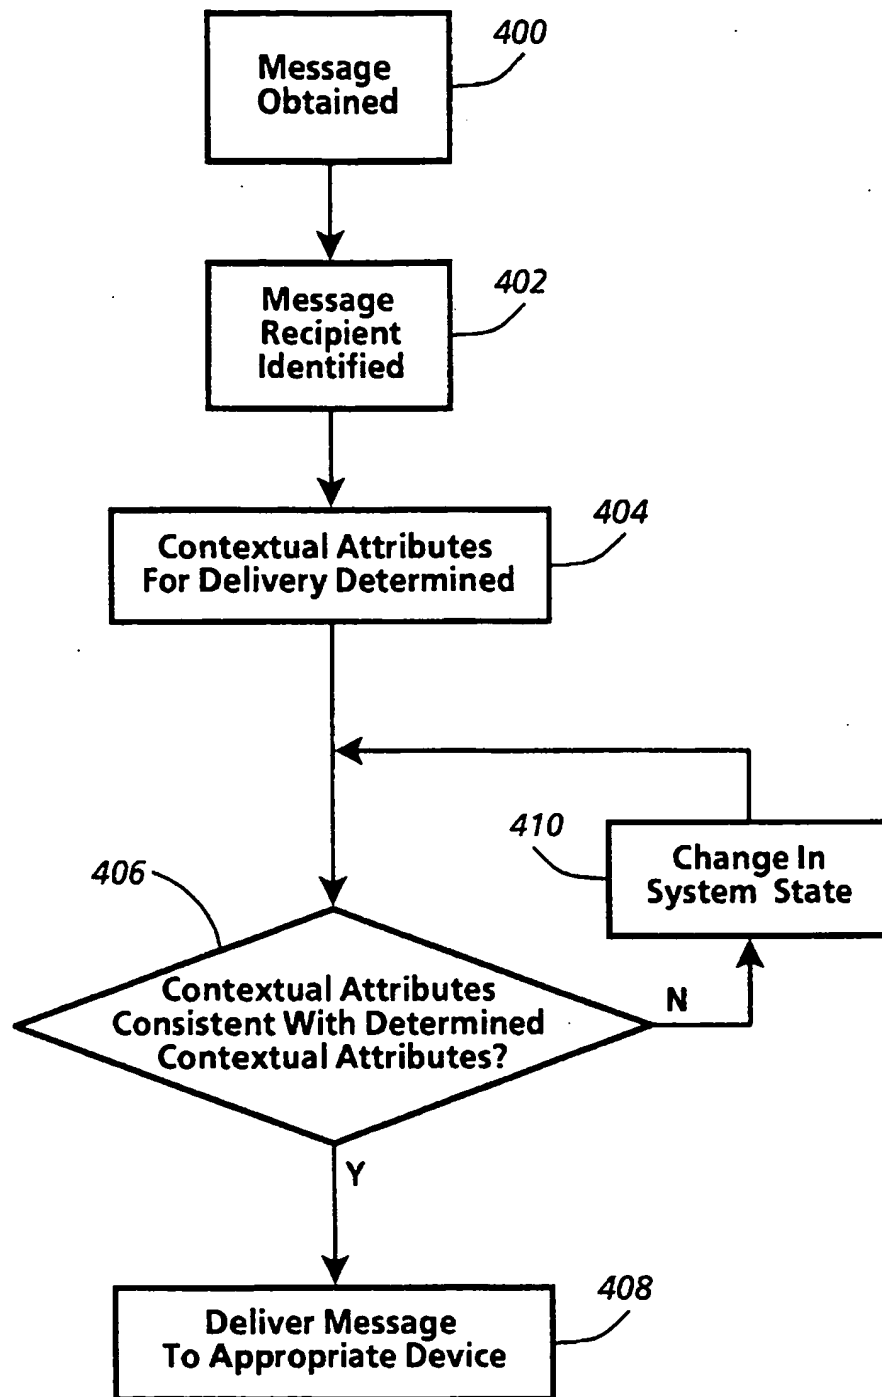 400
Message
Obtained
402
Message
Recipient
Identified
404
Contextual Attributes
For Delivery Determined
410
Change In
System State
406
Contextual Attributes
Consistent With Determined
Contextual Attributes?
N
Y
408
Deliver Message
To Appropriate Device